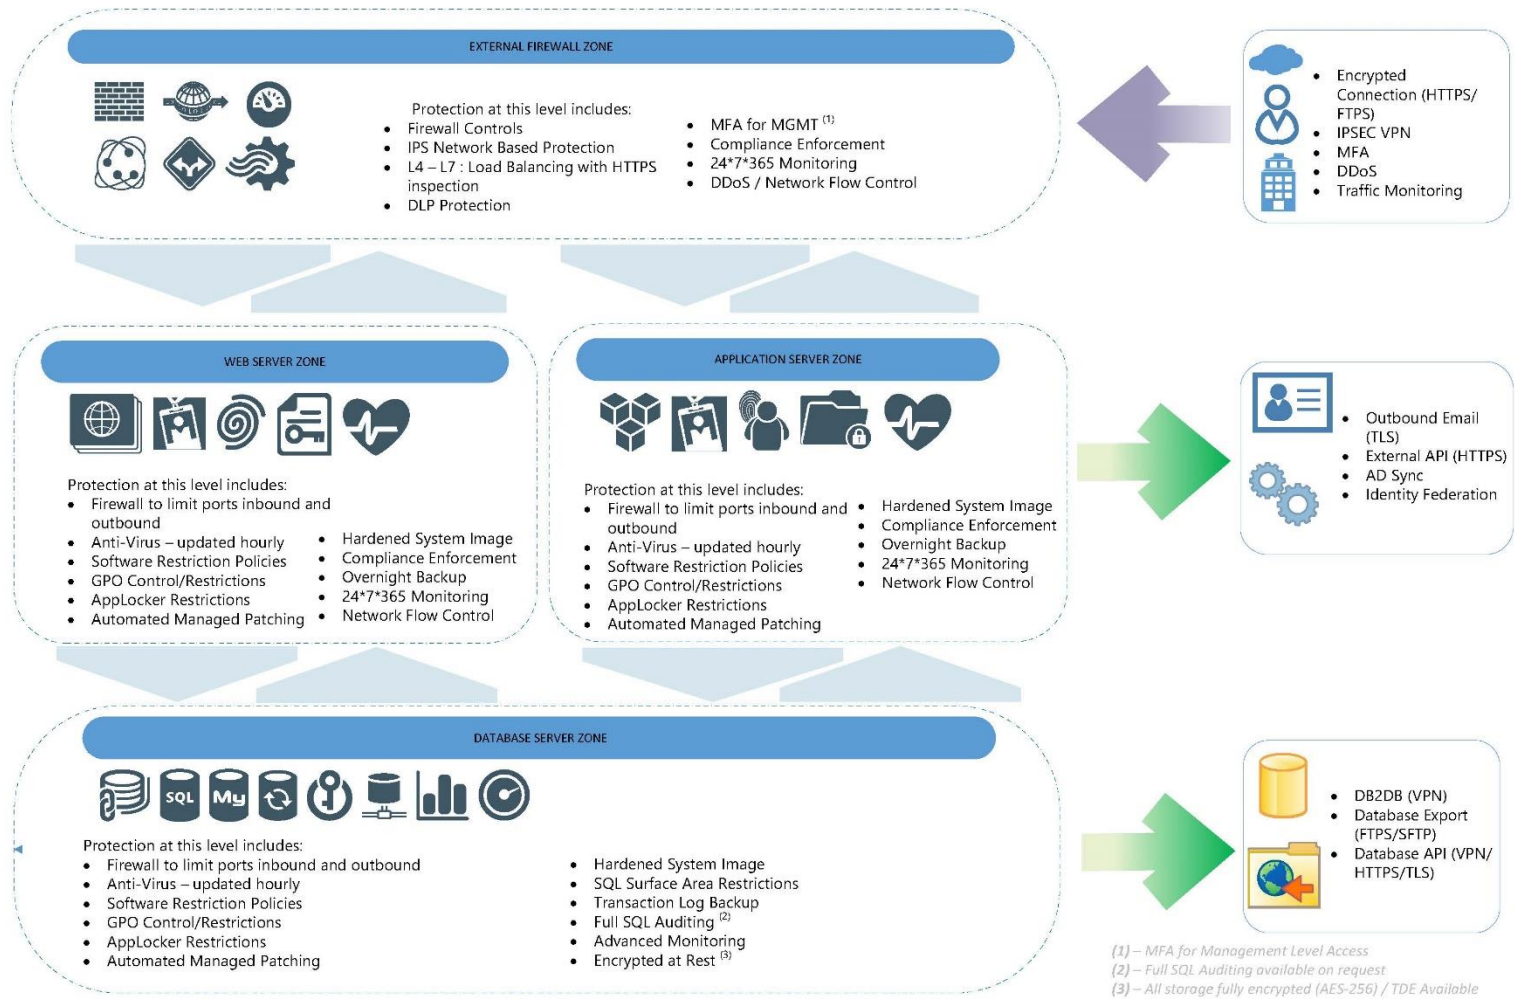 EXTERNAL FIREWALL ZONE
Protection at this level includes:
• Firewall Controls
• IPS Network Based Protection
• L4 – L7 : Load Balancing with HTTPS
inspection
• DLP Protection
• MFA for MGMT (1)
• Compliance Enforcement
• 24*7*365 Monitoring
• DDoS / Network Flow Control
• Encrypted
Connection (HTTPS/
FTPS)
• IPSEC VPN
• MFA
• DDoS
• Traffic Monitoring
WEB SERVER ZONE
Protection at this level includes:
• Firewall to limit ports inbound and
outbound
• Anti-Virus – updated hourly
• Software Restriction Policies
• GPO Control/Restrictions
• AppLocker Restrictions
• Automated Managed Patching
• Hardened System Image
• Compliance Enforcement
• Overnight Backup
• 24*7*365 Monitoring
• Network Flow Control
APPLICATION SERVER ZONE
Protection at this level includes:
• Firewall to limit ports inbound and
outbound
• Anti-Virus – updated hourly
• Software Restriction Policies
• GPO Control/Restrictions
• AppLocker Restrictions
• Automated Managed Patching
• Hardened System Image
• Compliance Enforcement
• Overnight Backup
• 24*7*365 Monitoring
• Network Flow Control
• Outbound Email
(TLS)
• External API (HTTPS)
• AD Sync
• Identity Federation
DATABASE SERVER ZONE
SQL
My
Protection at this level includes:
• Firewall to limit ports inbound and outbound
• Anti-Virus – updated hourly
• Software Restriction Policies
• GPO Control/Restrictions
• AppLocker Restrictions
• Automated Managed Patching
• Hardened System Image
• SQL Surface Area Restrictions
• Transaction Log Backup
• Full SQL Auditing (2)
• Advanced Monitoring
• Encrypted at Rest (3)
• DB2DB (VPN)
• Database Export
(FTPS/SFTP)
• Database API (VPN/
HTTPS/TLS)
(1) – MFA for Management Level Access
(2) – Full SQL Auditing available on request
(3) – All storage fully encrypted (AES-256) / TDE Available